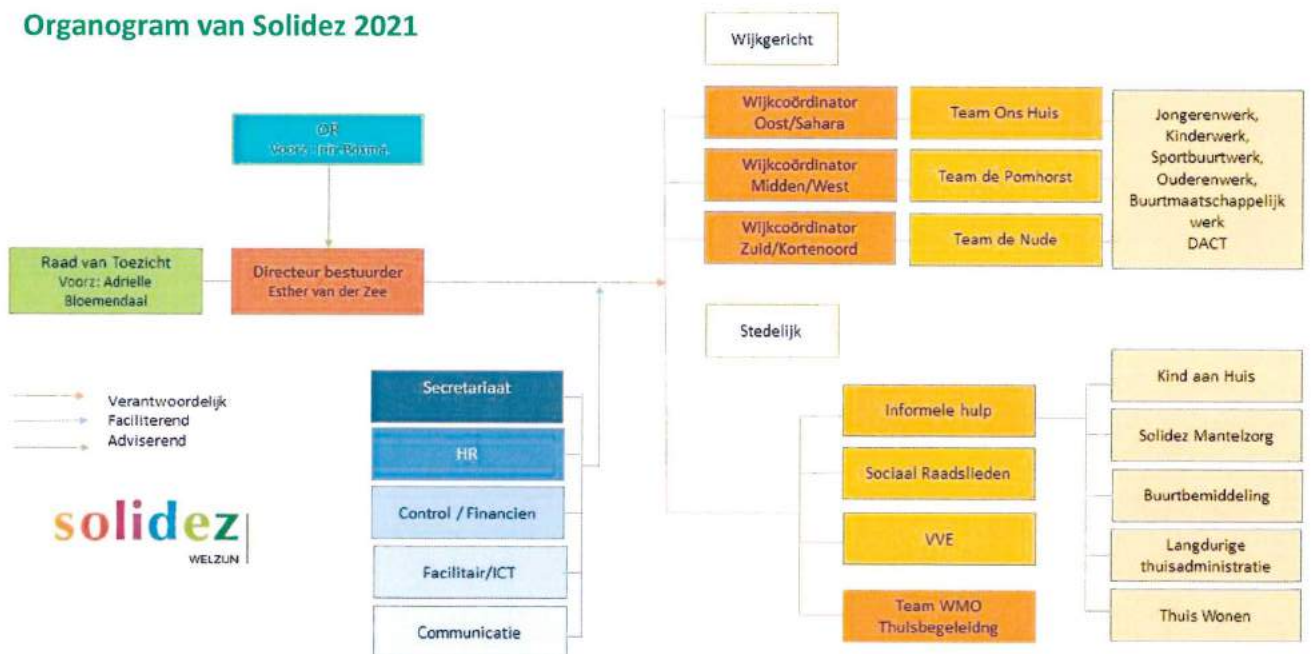 Organogram van Solidez 2021
Wijkgericht
OR
Voorz:
Wijkcoördinator
Oost/Sahara
Team Ons Huis
Wijkcoördinator
Midden/West
Team de Pomhorst
Wijkcoördinator
Zuid/Kortenoord
Team de Nude
Jongerenwerk,
Kinderwerk,
Sportbuurtwerk,
Ouderenwerk,
Buurtmaatschappelijk
werk
DACT
Raad van Toezicht
Voorz: Adrielle
Bloemendaal
Directeur bestuurder
Esther van der Zee
Stedelijk
Verantwoordelijk
Faciliterend
Adviserend
Secretariaat
HR
Control / Financien
Facilitair/ICT
Communicatie
Informele hulp
Sociaal Raadslieden
VVE
Team WMO
Thuisbegeleidng
Kind aan Huis
Solidez Mantelzorg
Buurtbemiddeling
Langdurige
thuisadministratie
Thuis Wonen
solidez
WELZIJN